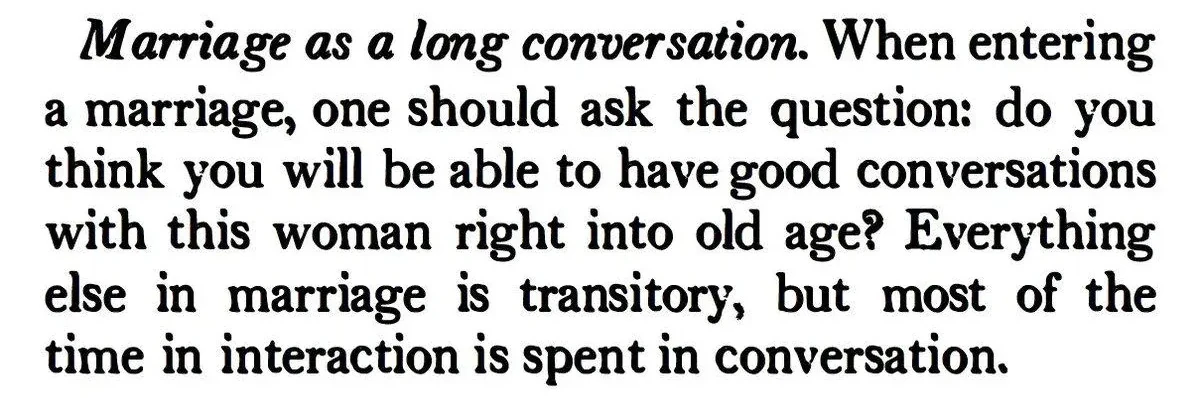 Marriage as a long conversation. When entering
a marriage, one should ask the question: do you
think you will be able to have good conversations
with this woman right into old age? Everything
else in marriage is transitory, but most of the
time in interaction is spent in conversation.